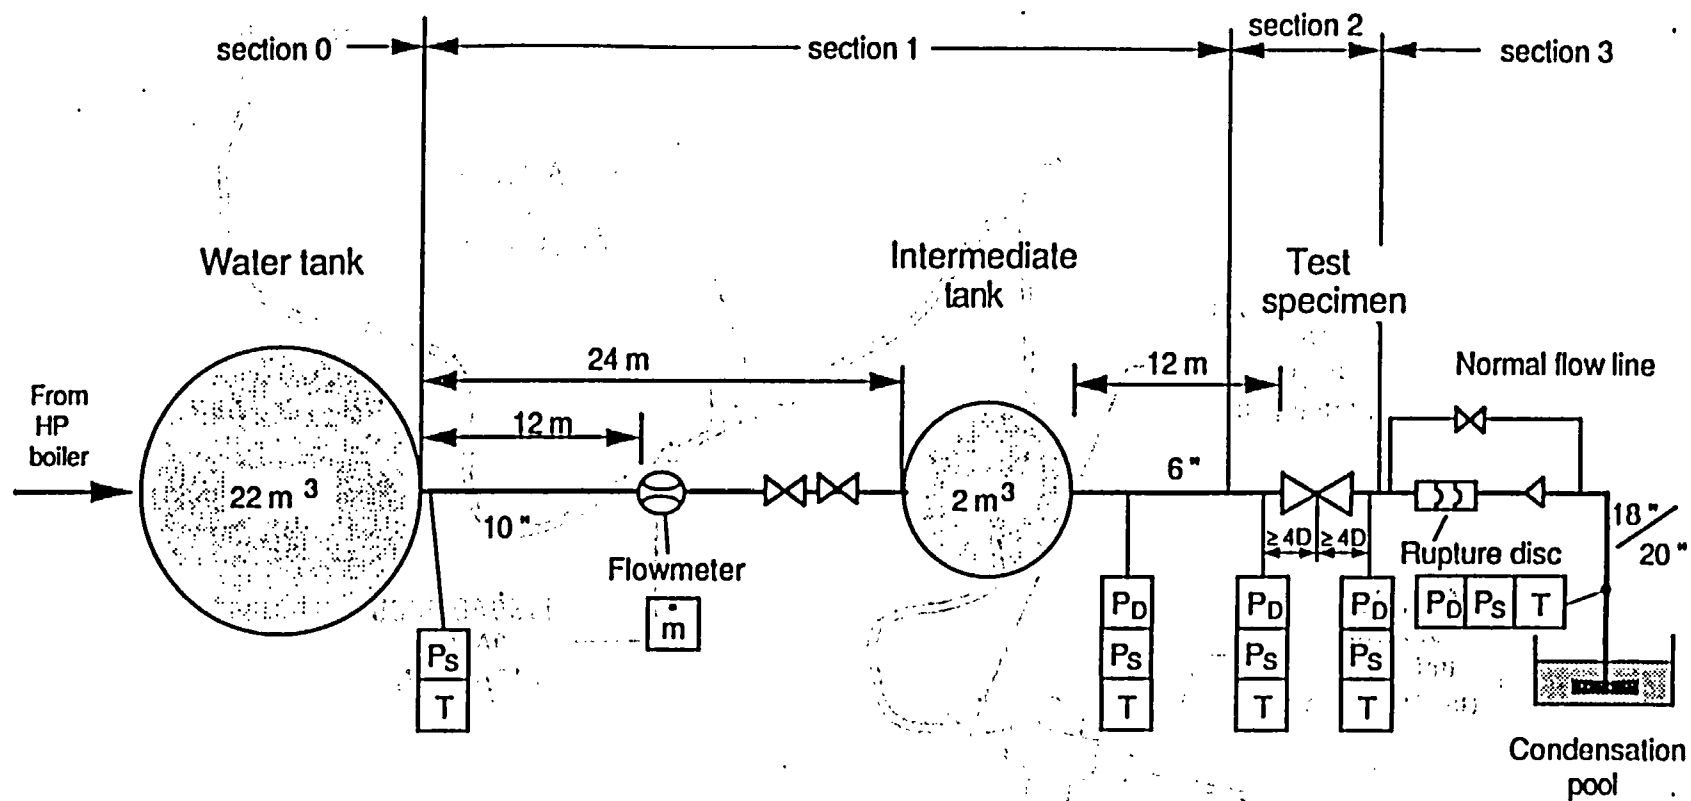 section 0
section 1
section 2
section 3
Water tank
Intermediate
tank
Test
specimen
24 m
12 m
Normal flow line
From
HP
boiler
12 m
22 m³
10"
2 m³
6"
≥ 4D
≥ 4D
18"/20"
Flowmeter
ṁ
Rupture disc
PS
T
PD
PS
T
PD
PS
T
PD
PS
T
PD PS T
Condensation
pool